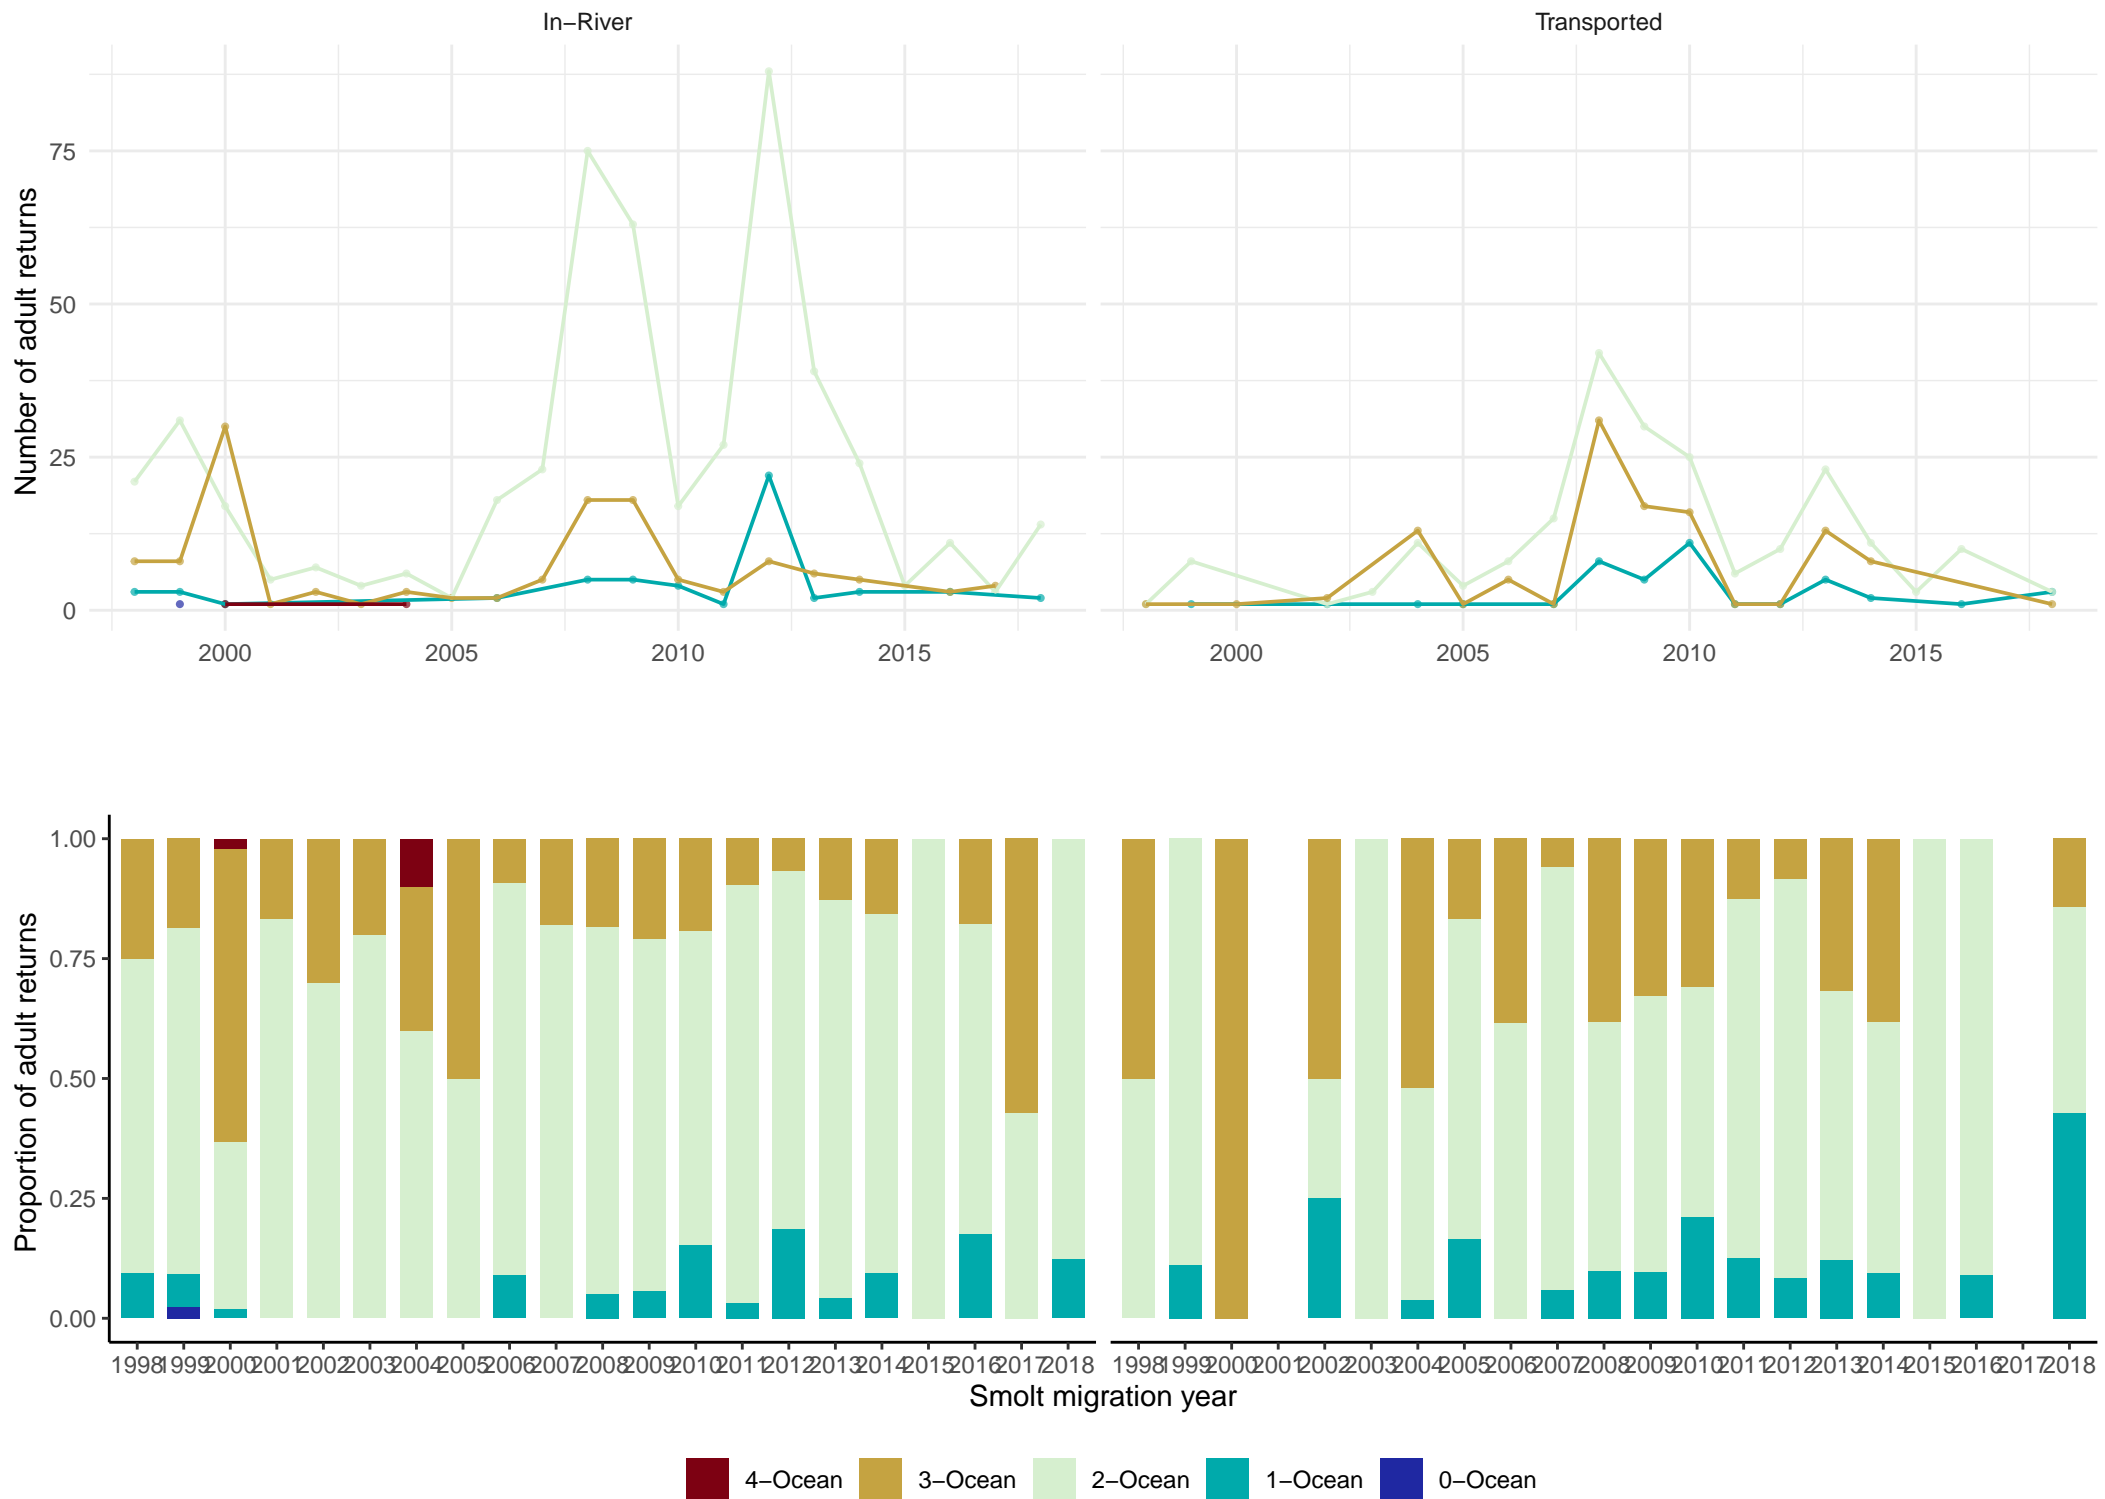 In−River Transported
Number of adult returns
75
50
25
0
2000 2005 2010 2015 2000 2005 2010 2015
Proportion of adult returns
1.00
0.75
0.50
0.25
0.00
1998 1999 2000 2001 2002 2003 2004 2005 2006 2007 2008 2009 2010 2011 2012 2013 2014 2015 2016 2017 2018 1998 1999 2000 2001 2002 2003 2004 2005 2006 2007 2008 2009 2010 2011 2012 2013 2014 2015 2016 2017 2018
Smolt migration year
4−Ocean 3−Ocean 2−Ocean 1−Ocean 0−Ocean